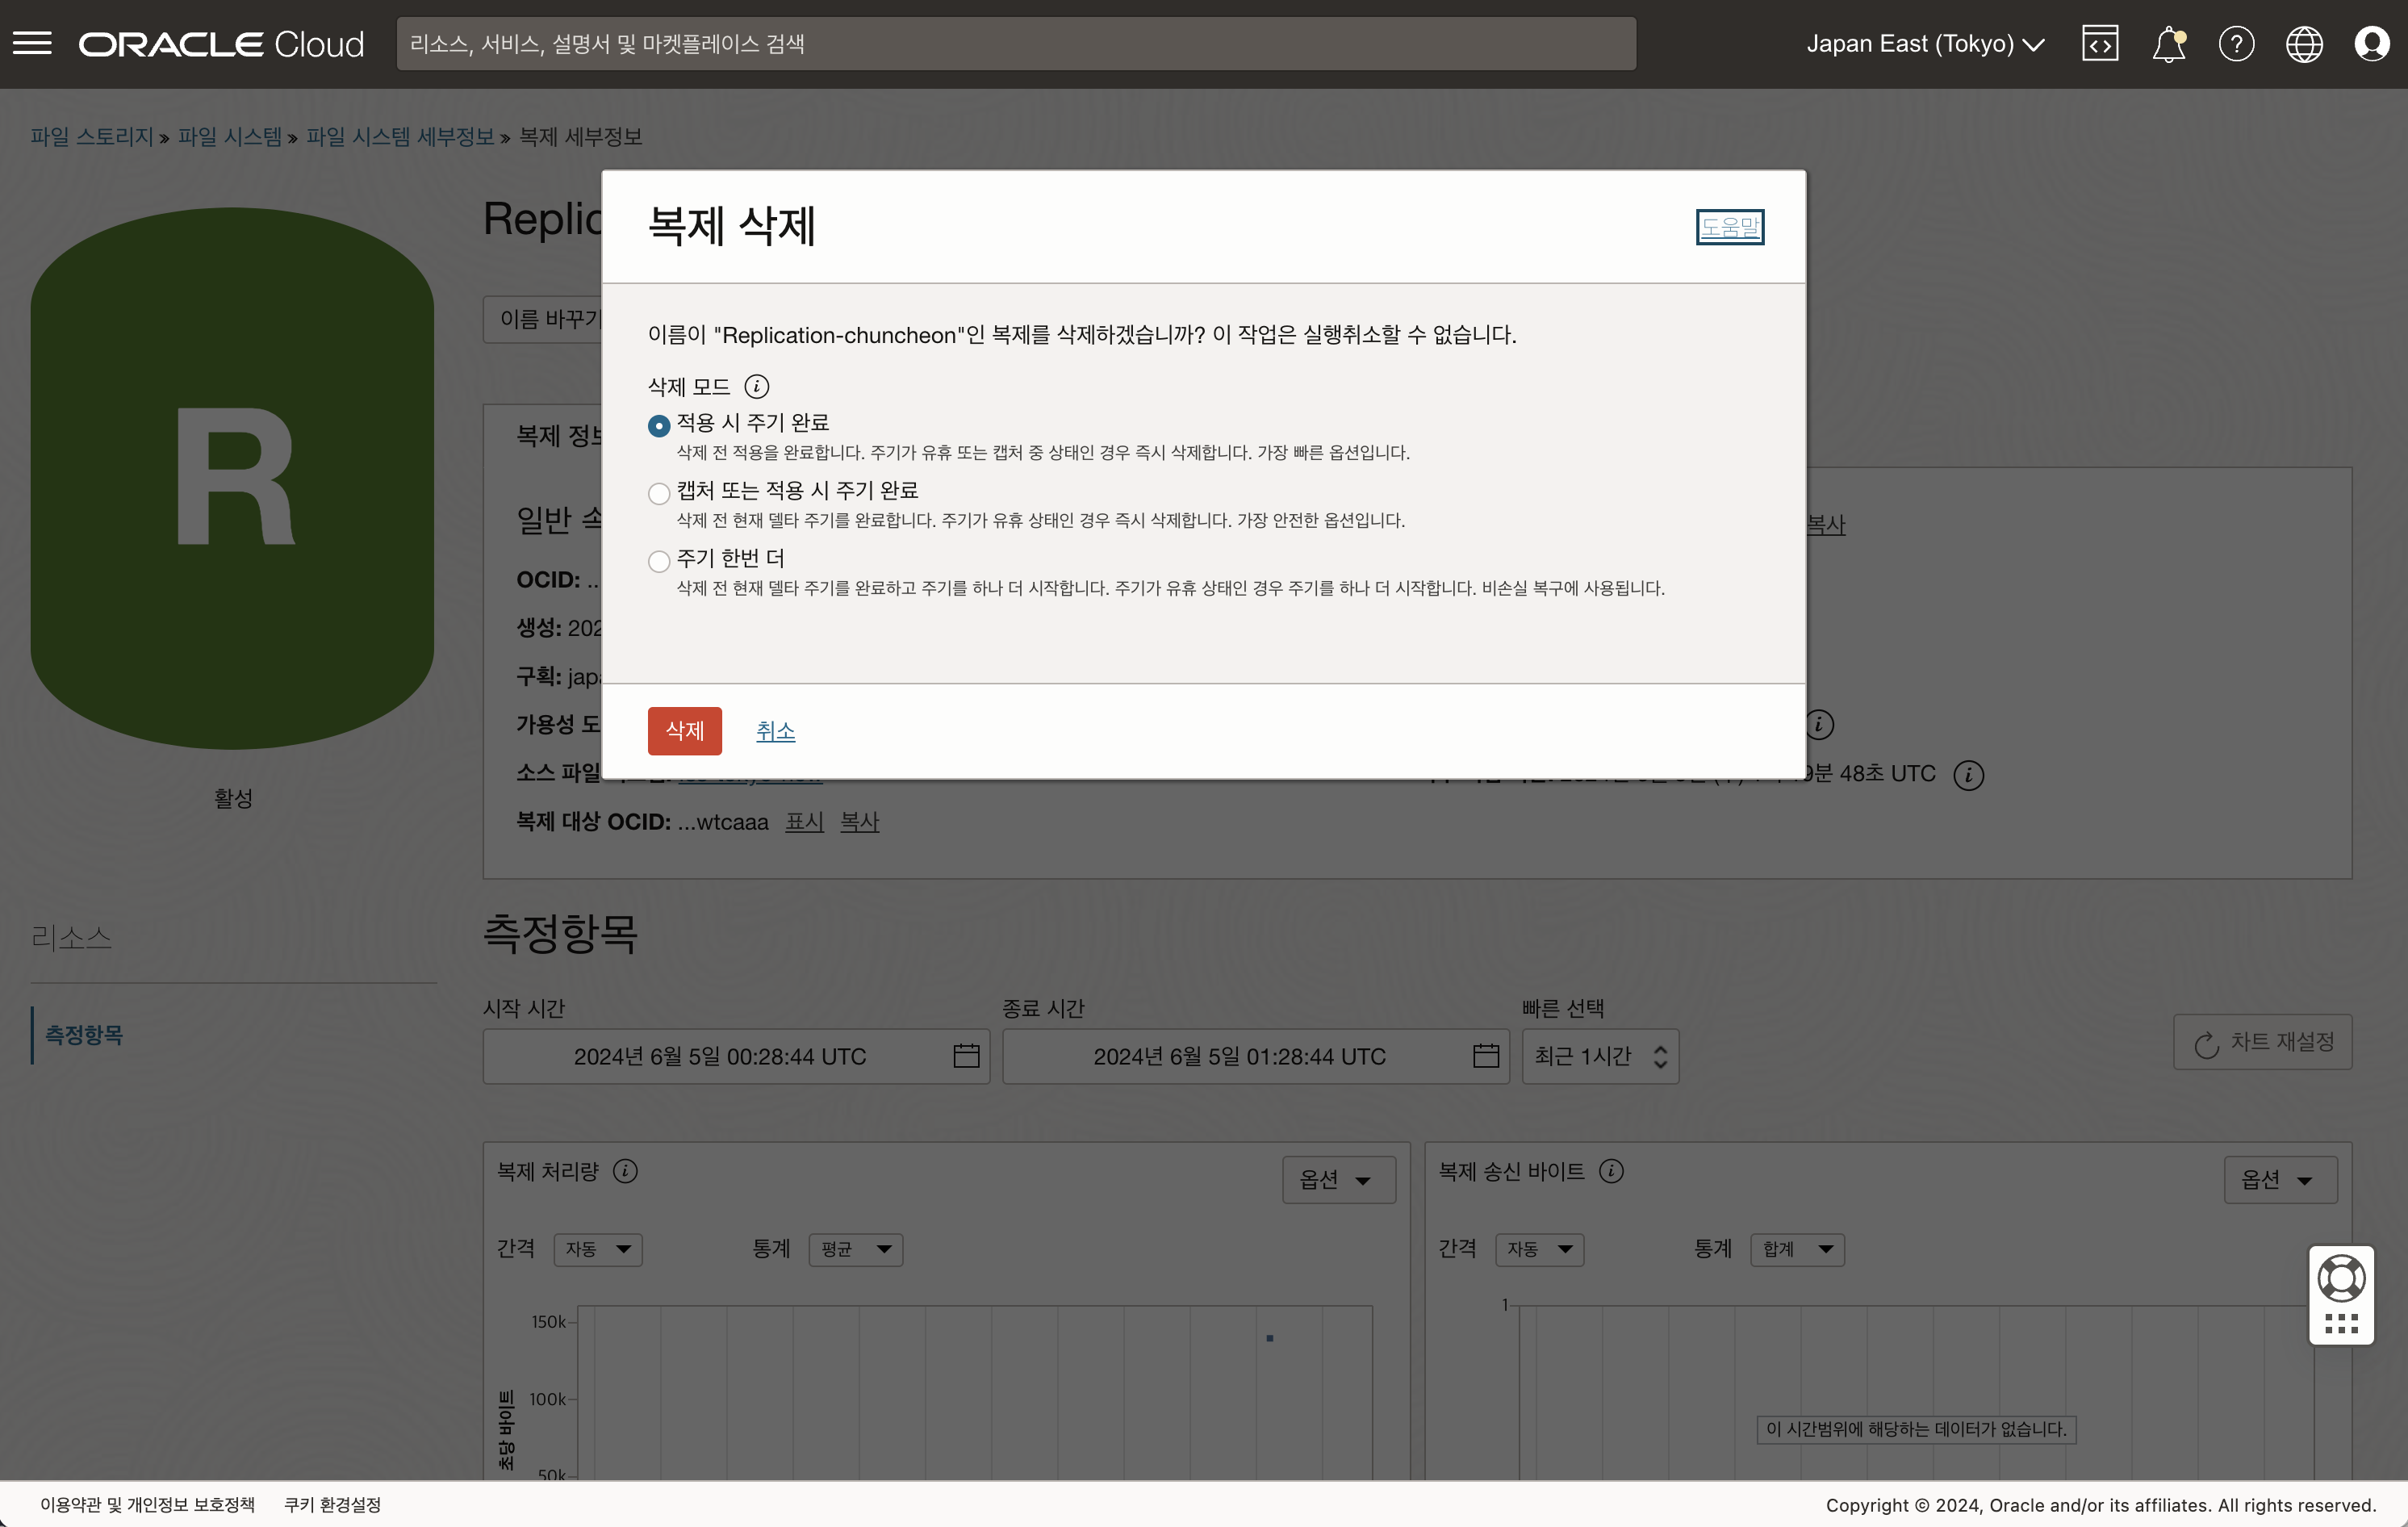 ORACLE Cloud
리소스, 서비스, 설명서 및 마켓플레이스 검색
Japan East (Tokyo)
파일 스토리지 » 파일 시스템 » 파일 시스템 세부정보 » 복제 세부정보
R
활성
리소스
측정항목
Replic
이름 바꾸기
복제 삭제
도움말
이름이 "Replication-chuncheon"인 복제를 삭제하겠습니까? 이 작업은 실행취소할 수 없습니다.
삭제 모드
적용 시 주기 완료
삭제 전 적용을 완료합니다. 주기가 유휴 또는 캡처 중 상태인 경우 즉시 삭제합니다. 가장 빠른 옵션입니다.
캡처 또는 적용 시 주기 완료
삭제 전 현재 델타 주기를 완료합니다. 주기가 유휴 상태인 경우 즉시 삭제합니다. 가장 안전한 옵션입니다.
주기 한번 더
삭제 전 현재 델타 주기를 완료하고 주기를 하나 더 시작합니다. 주기가 유휴 상태인 경우 주기를 하나 더 시작합니다. 비손실 복구에 사용됩니다.
삭제 취소
복제 정보
일반 속
복사
OCID: ..
생성: 202
구획: japa
가용성 도
소스 파일
9분 48초 UTC
복제 대상 OCID: ...wtcaaa 표시 복사
측정항목
시작 시간 종료 시간 빠른 선택
2024년 6월 5일 00:28:44 UTC 2024년 6월 5일 01:28:44 UTC 최근 1시간 차트 재설정
복제 처리량 옵션
간격 자동 통계 평균
150k
100k
50k
초당 바이트
복제 송신 바이트 옵션
간격 자동 통계 합계
1
이 시간범위에 해당하는 데이터가 없습니다.
이용약관 및 개인정보 보호정책 쿠키 환경설정
Copyright © 2024, Oracle and/or its affiliates. All rights reserved.